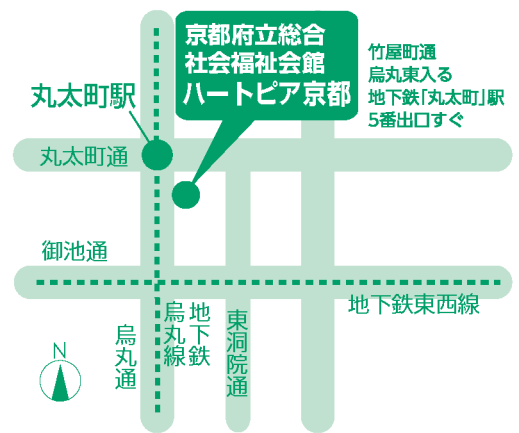 京都府立総合
社会福祉会館
ハートピア京都
竹屋町通
烏丸東入る
地下鉄「丸太町」駅
5番出口すぐ
丸太町駅
丸太町通
御池通
地下鉄東西線
烏丸通
地下鉄
烏丸線
東洞院通
N